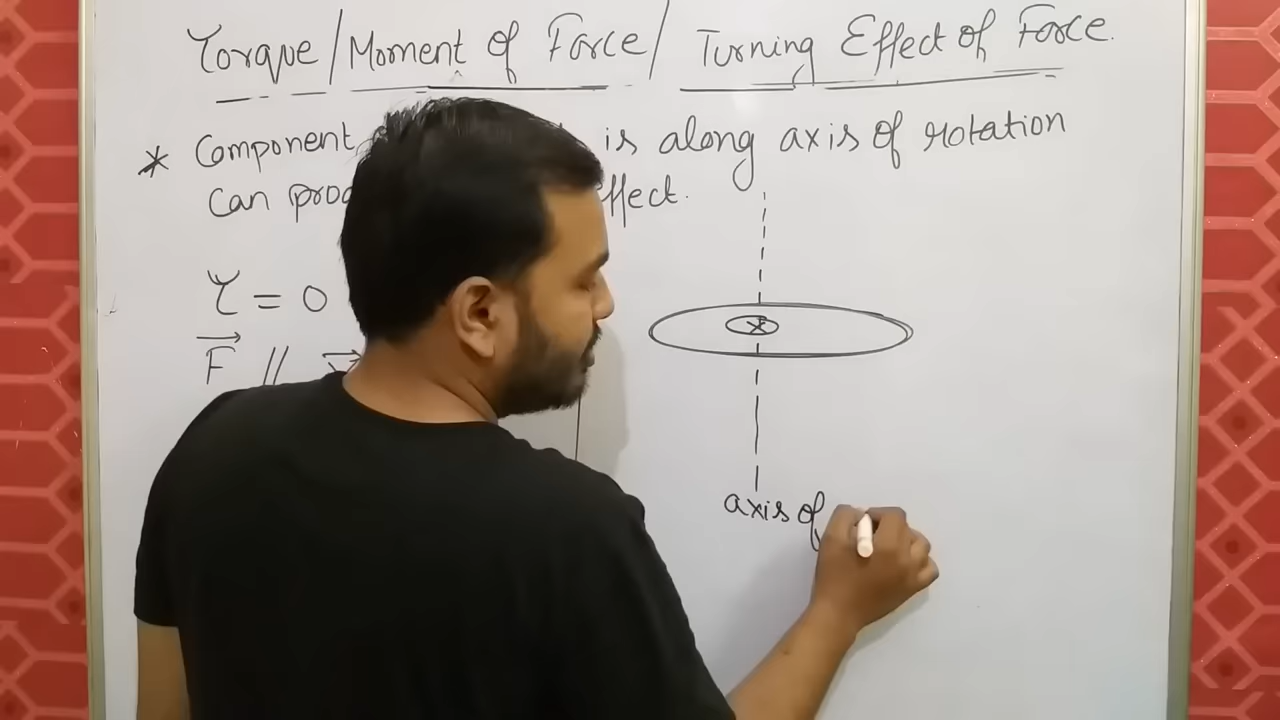 Torque / Moment of Force / Turning Effect of Force.
* Component is along axis of rotation
can ffect.
τ = 0
F⃗ //
axis of